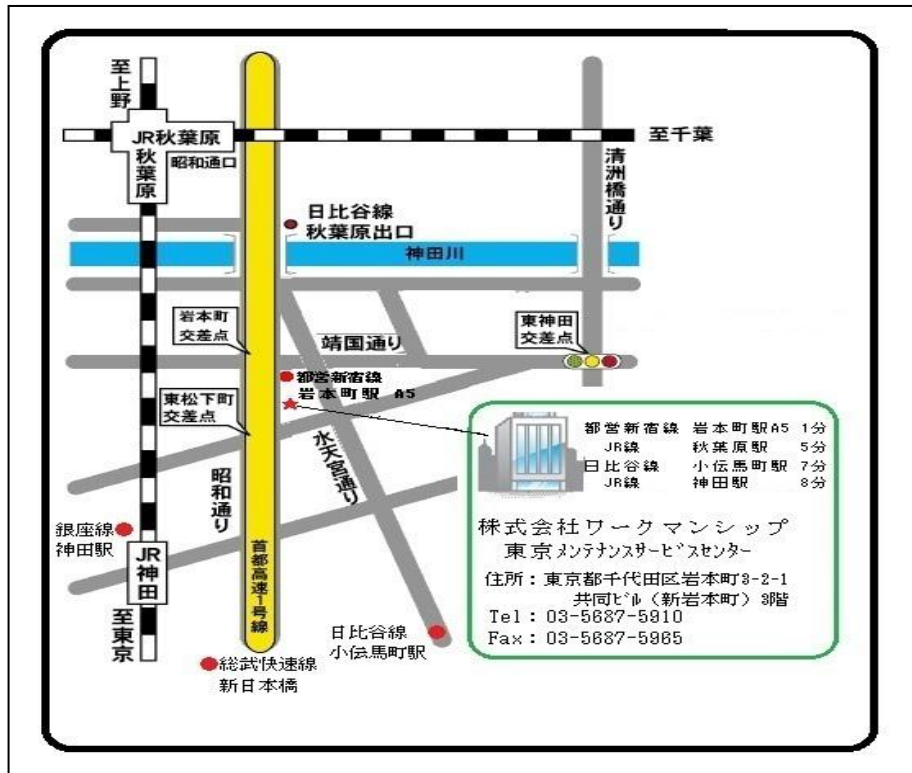 至上野
JR秋葉原
秋葉原
昭和通口
至千葉
清洲橋通り
日比谷線
秋葉原出口
神田川
岩本町
交差点
靖国通り
東神田
交差点
都営新宿線
岩本町駅 A5
東松下町
交差点
水天宮通り
昭和通り
首都高速1号線
銀座線
神田駅
JR神田
至東京
日比谷線
小伝馬町駅
総武快速線
新日本橋
都営新宿線 岩本町駅A5 1分
JR線 秋葉原駅 5分
日比谷線 小伝馬町駅 7分
JR線 神田駅 8分
株式会社ワークマンシップ
東京ﾒﾝﾃﾅﾝｽｻｰﾋﾞｽｾﾝﾀｰ
住所：東京都千代田区岩本町3-2-1
共同ﾋﾞﾙ（新岩本町）3階
Tel：03-5687-5910
Fax：03-5687-5965